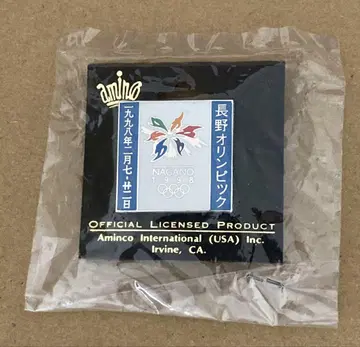 aminco
一九九八年二月七-廿二日
NAGANO
1998
長野オリンピック
OFFICIAL LICENSED PRODUCT
Aminco International (USA) Inc.
Irvine, CA.